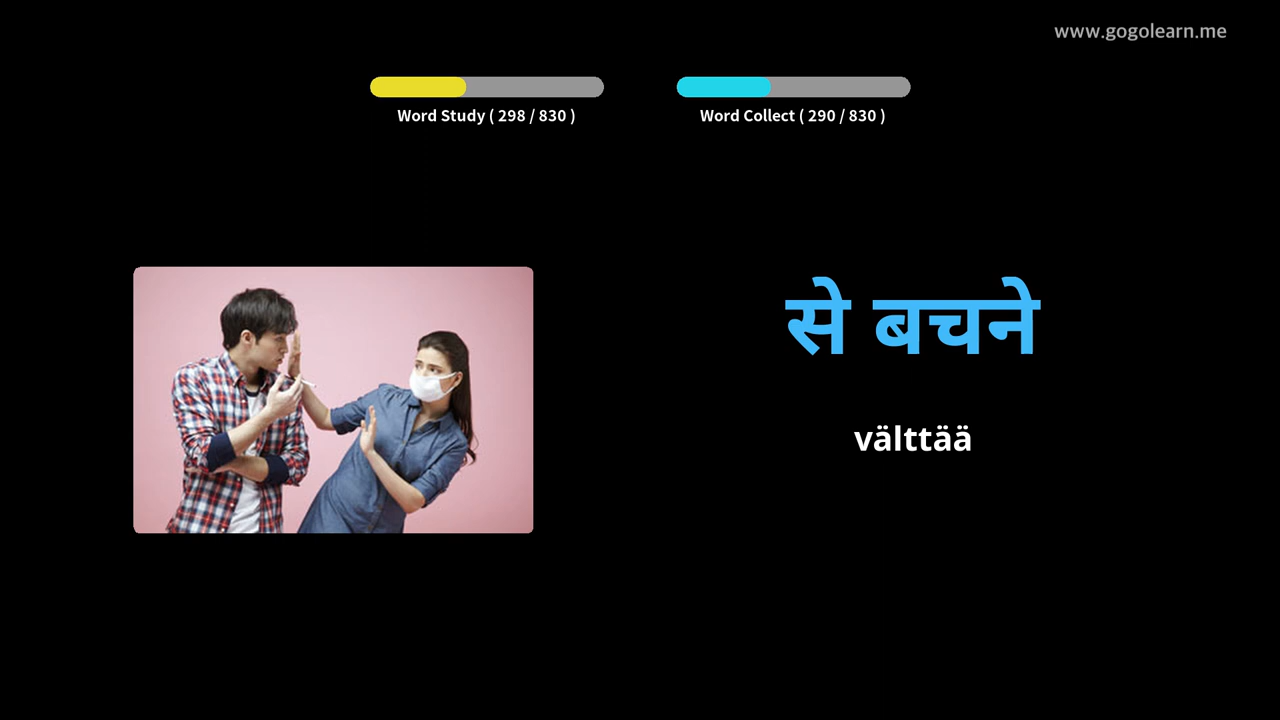 www.gogolearn.me
Word Study ( 298 / 830 )
Word Collect ( 290 / 830 )
से बचने
välttää